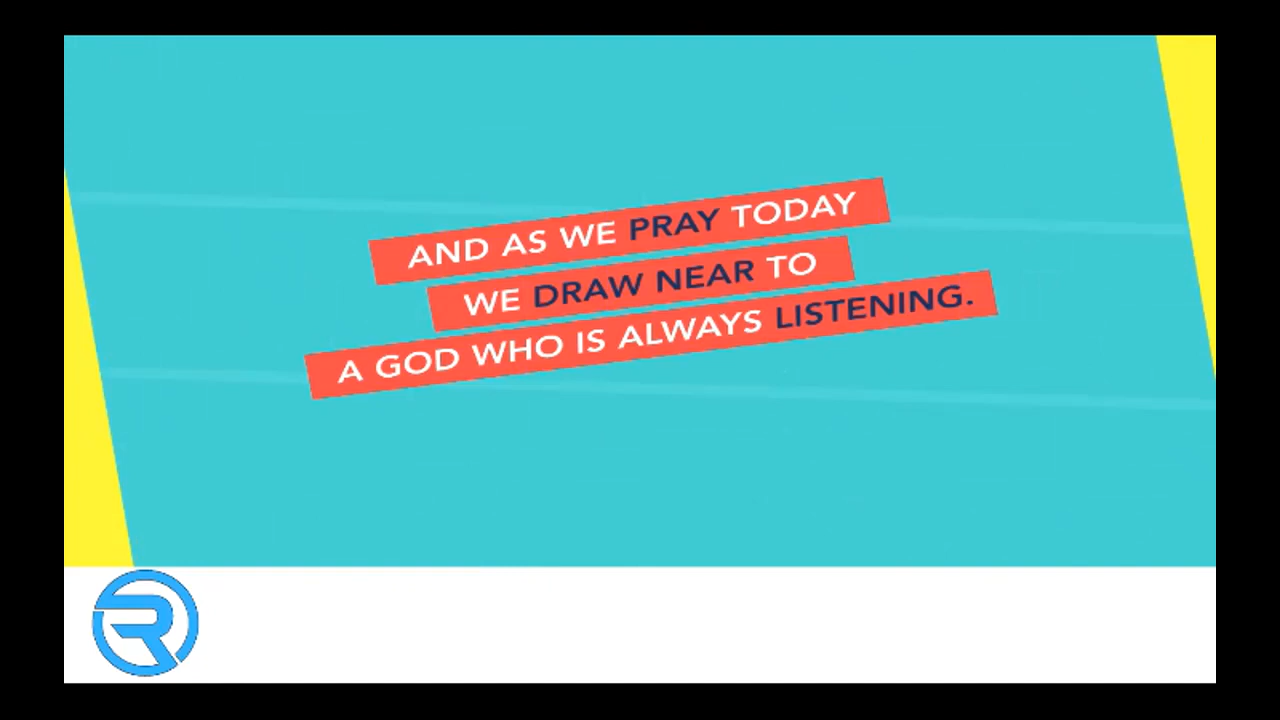 AND AS WE PRAY TODAY
WE DRAW NEAR TO
A GOD WHO IS ALWAYS LISTENING.
R